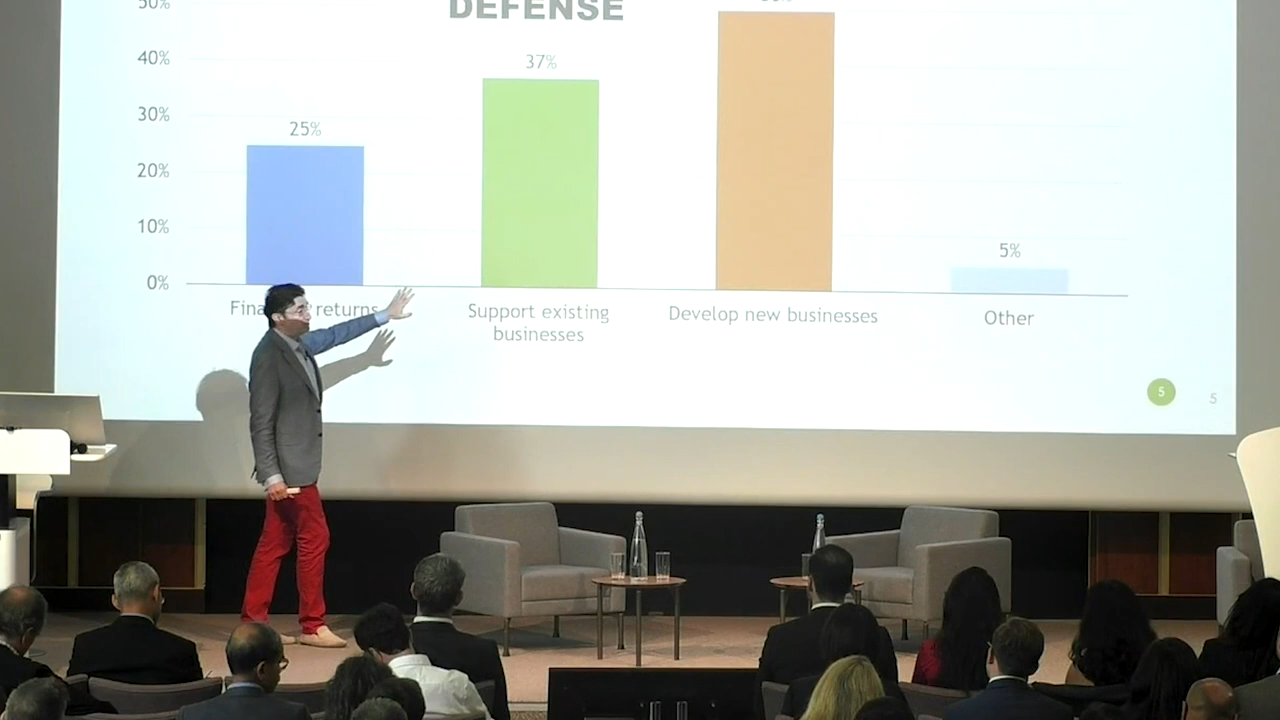 50%
DEFENSE
40%
37%
30%
25%
20%
10%
5%
0%
returns
Support existing
businesses
Develop new businesses
Other
5
5